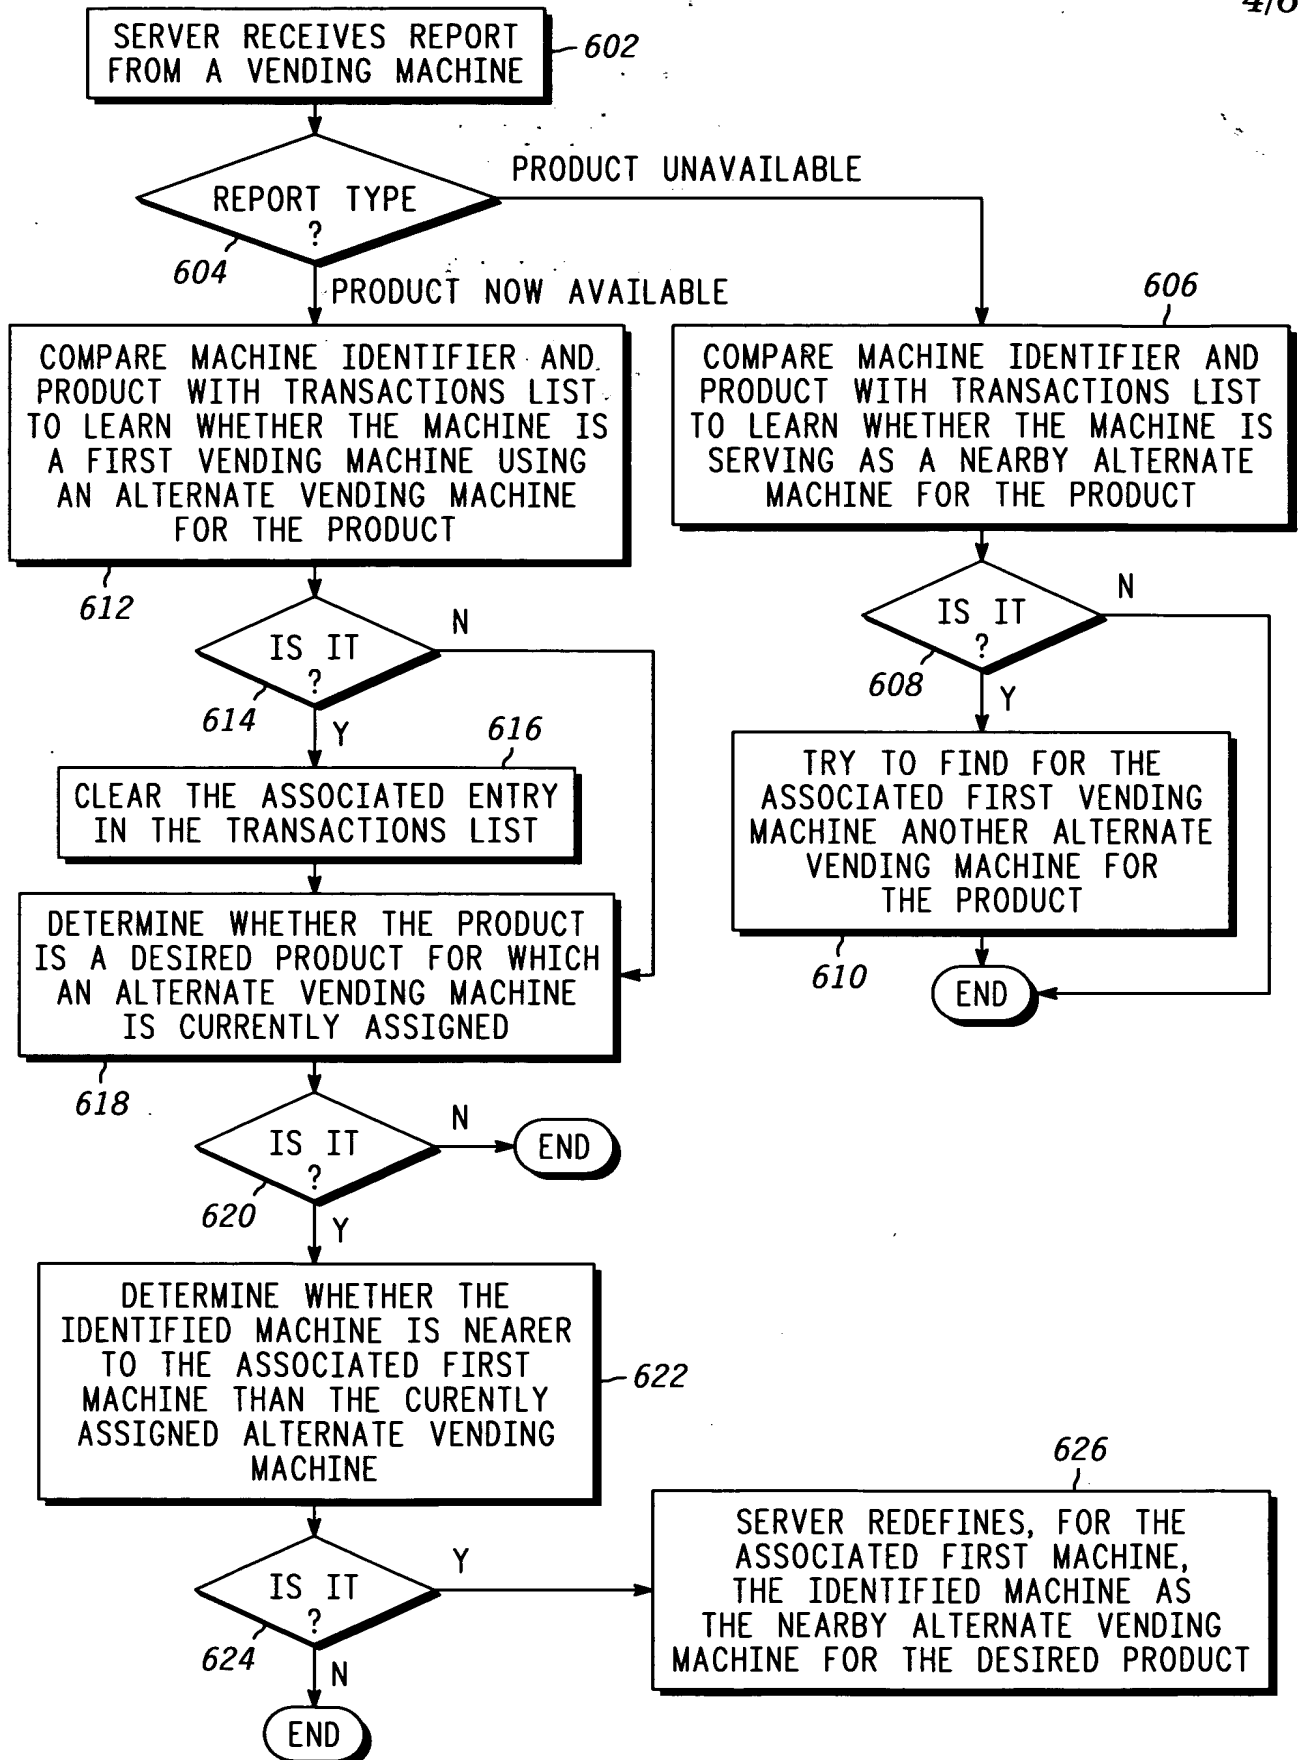 4/6
SERVER RECEIVES REPORT
FROM A VENDING MACHINE
602
REPORT TYPE
?
604
PRODUCT UNAVAILABLE
PRODUCT NOW AVAILABLE
606
COMPARE MACHINE IDENTIFIER AND
PRODUCT WITH TRANSACTIONS LIST
TO LEARN WHETHER THE MACHINE IS
A FIRST VENDING MACHINE USING
AN ALTERNATE VENDING MACHINE
FOR THE PRODUCT
612
COMPARE MACHINE IDENTIFIER AND
PRODUCT WITH TRANSACTIONS LIST
TO LEARN WHETHER THE MACHINE IS
SERVING AS A NEARBY ALTERNATE
MACHINE FOR THE PRODUCT
IS IT
?
N
608
Y
IS IT
?
N
614
Y
616
CLEAR THE ASSOCIATED ENTRY
IN THE TRANSACTIONS LIST
TRY TO FIND FOR THE
ASSOCIATED FIRST VENDING
MACHINE ANOTHER ALTERNATE
VENDING MACHINE FOR
THE PRODUCT
610
END
DETERMINE WHETHER THE PRODUCT
IS A DESIRED PRODUCT FOR WHICH
AN ALTERNATE VENDING MACHINE
IS CURRENTLY ASSIGNED
618
IS IT
?
N
END
620
Y
DETERMINE WHETHER THE
IDENTIFIED MACHINE IS NEARER
TO THE ASSOCIATED FIRST
MACHINE THAN THE CURENTLY
ASSIGNED ALTERNATE VENDING
MACHINE
622
IS IT
?
Y
624
N
END
626
SERVER REDEFINES, FOR THE
ASSOCIATED FIRST MACHINE,
THE IDENTIFIED MACHINE AS
THE NEARBY ALTERNATE VENDING
MACHINE FOR THE DESIRED PRODUCT